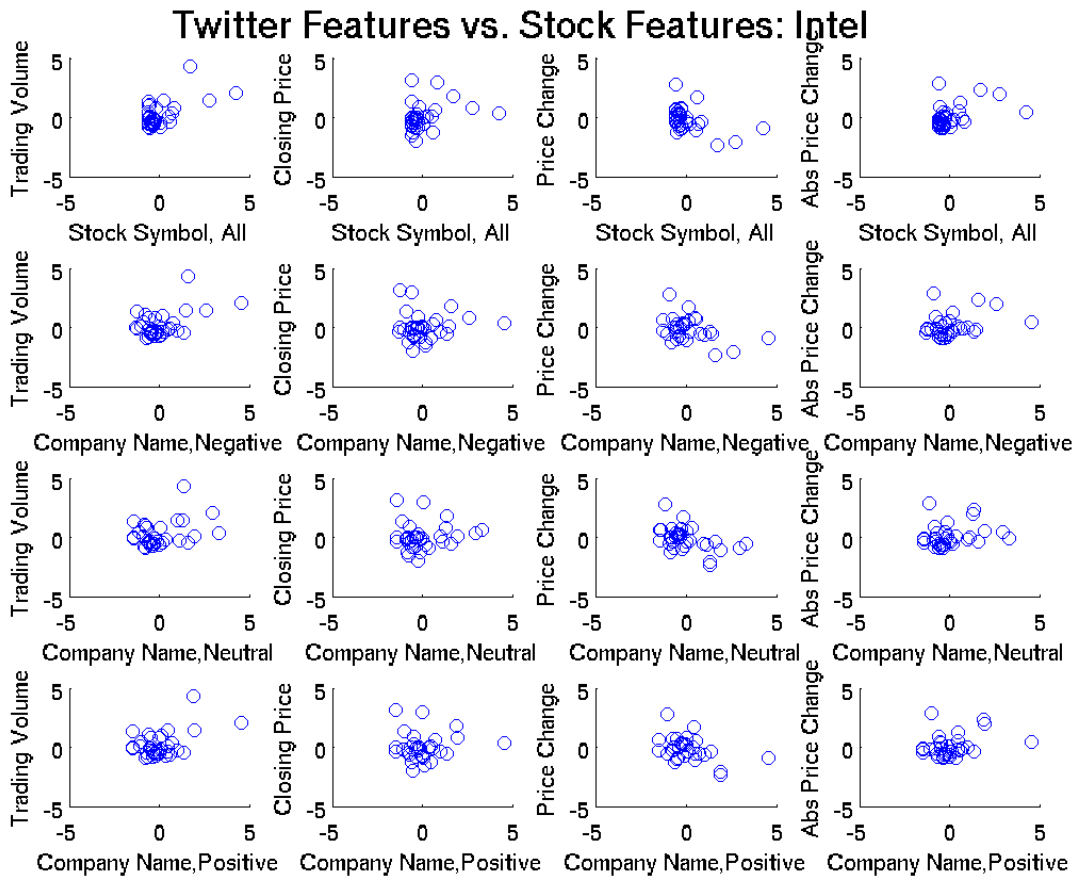 Twitter Features vs. Stock Features: Intel
Trading Volume
5
0
-5
-5 0 5
Stock Symbol, All
Closing Price
5
0
-5
-5 0 5
Stock Symbol, All
Price Change
5
0
-5
-5 0 5
Stock Symbol, All
Abs Price Change
5
0
-5
-5 0 5
Stock Symbol, All
Trading Volume
5
0
-5
-5 0 5
Company Name,Negative
Closing Price
5
0
-5
-5 0 5
Company Name,Negative
Price Change
5
0
-5
-5 0 5
Company Name,Negative
Abs Price Change
5
0
-5
-5 0 5
Company Name,Negative
Trading Volume
5
0
-5
-5 0 5
Company Name,Neutral
Closing Price
5
0
-5
-5 0 5
Company Name,Neutral
Price Change
5
0
-5
-5 0 5
Company Name,Neutral
Abs Price Change
5
0
-5
-5 0 5
Company Name,Neutral
Trading Volume
5
0
-5
-5 0 5
Company Name,Positive
Closing Price
5
0
-5
-5 0 5
Company Name,Positive
Price Change
5
0
-5
-5 0 5
Company Name,Positive
Abs Price Change
5
0
-5
-5 0 5
Company Name,Positive